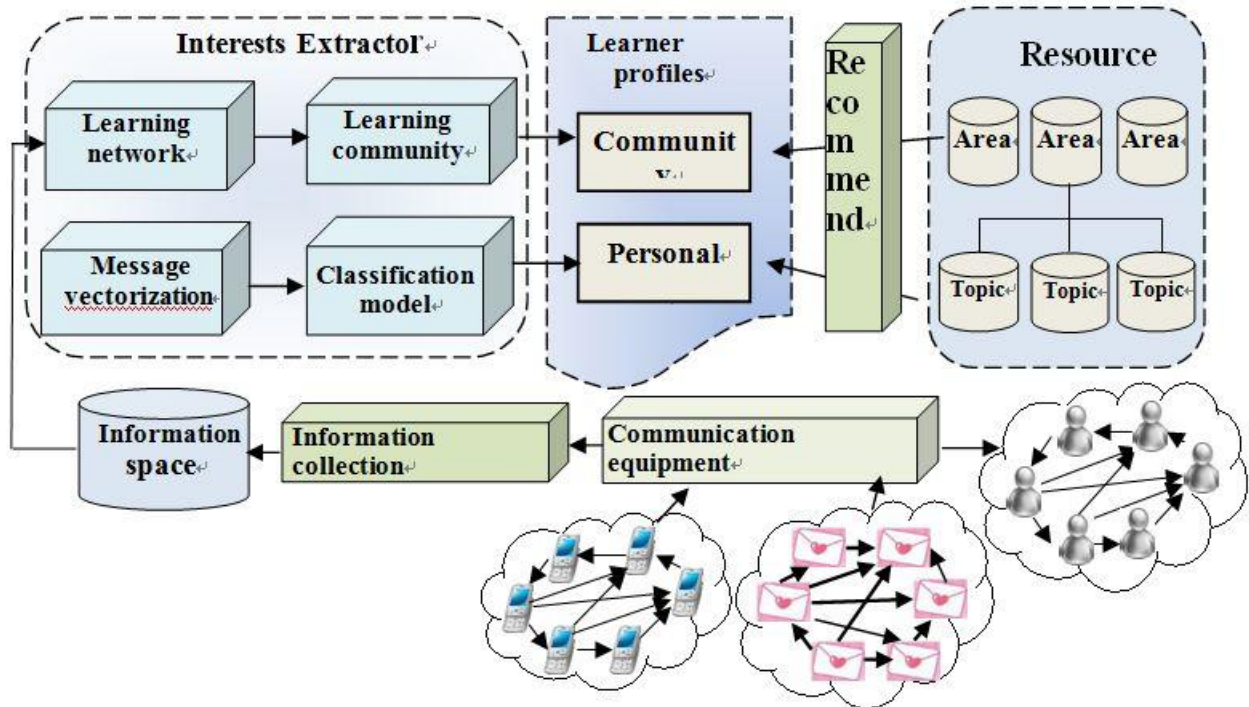 Interests Extractor
Learning
network
Learning
community
Message
vectorization
Classification
model
Learner
profiles
Communit
y
Personal
Re
co
m
me
nd
Resource
Area
Area
Area
Topic
Topic
Topic
Information
space
Information
collection
Communication
equipment